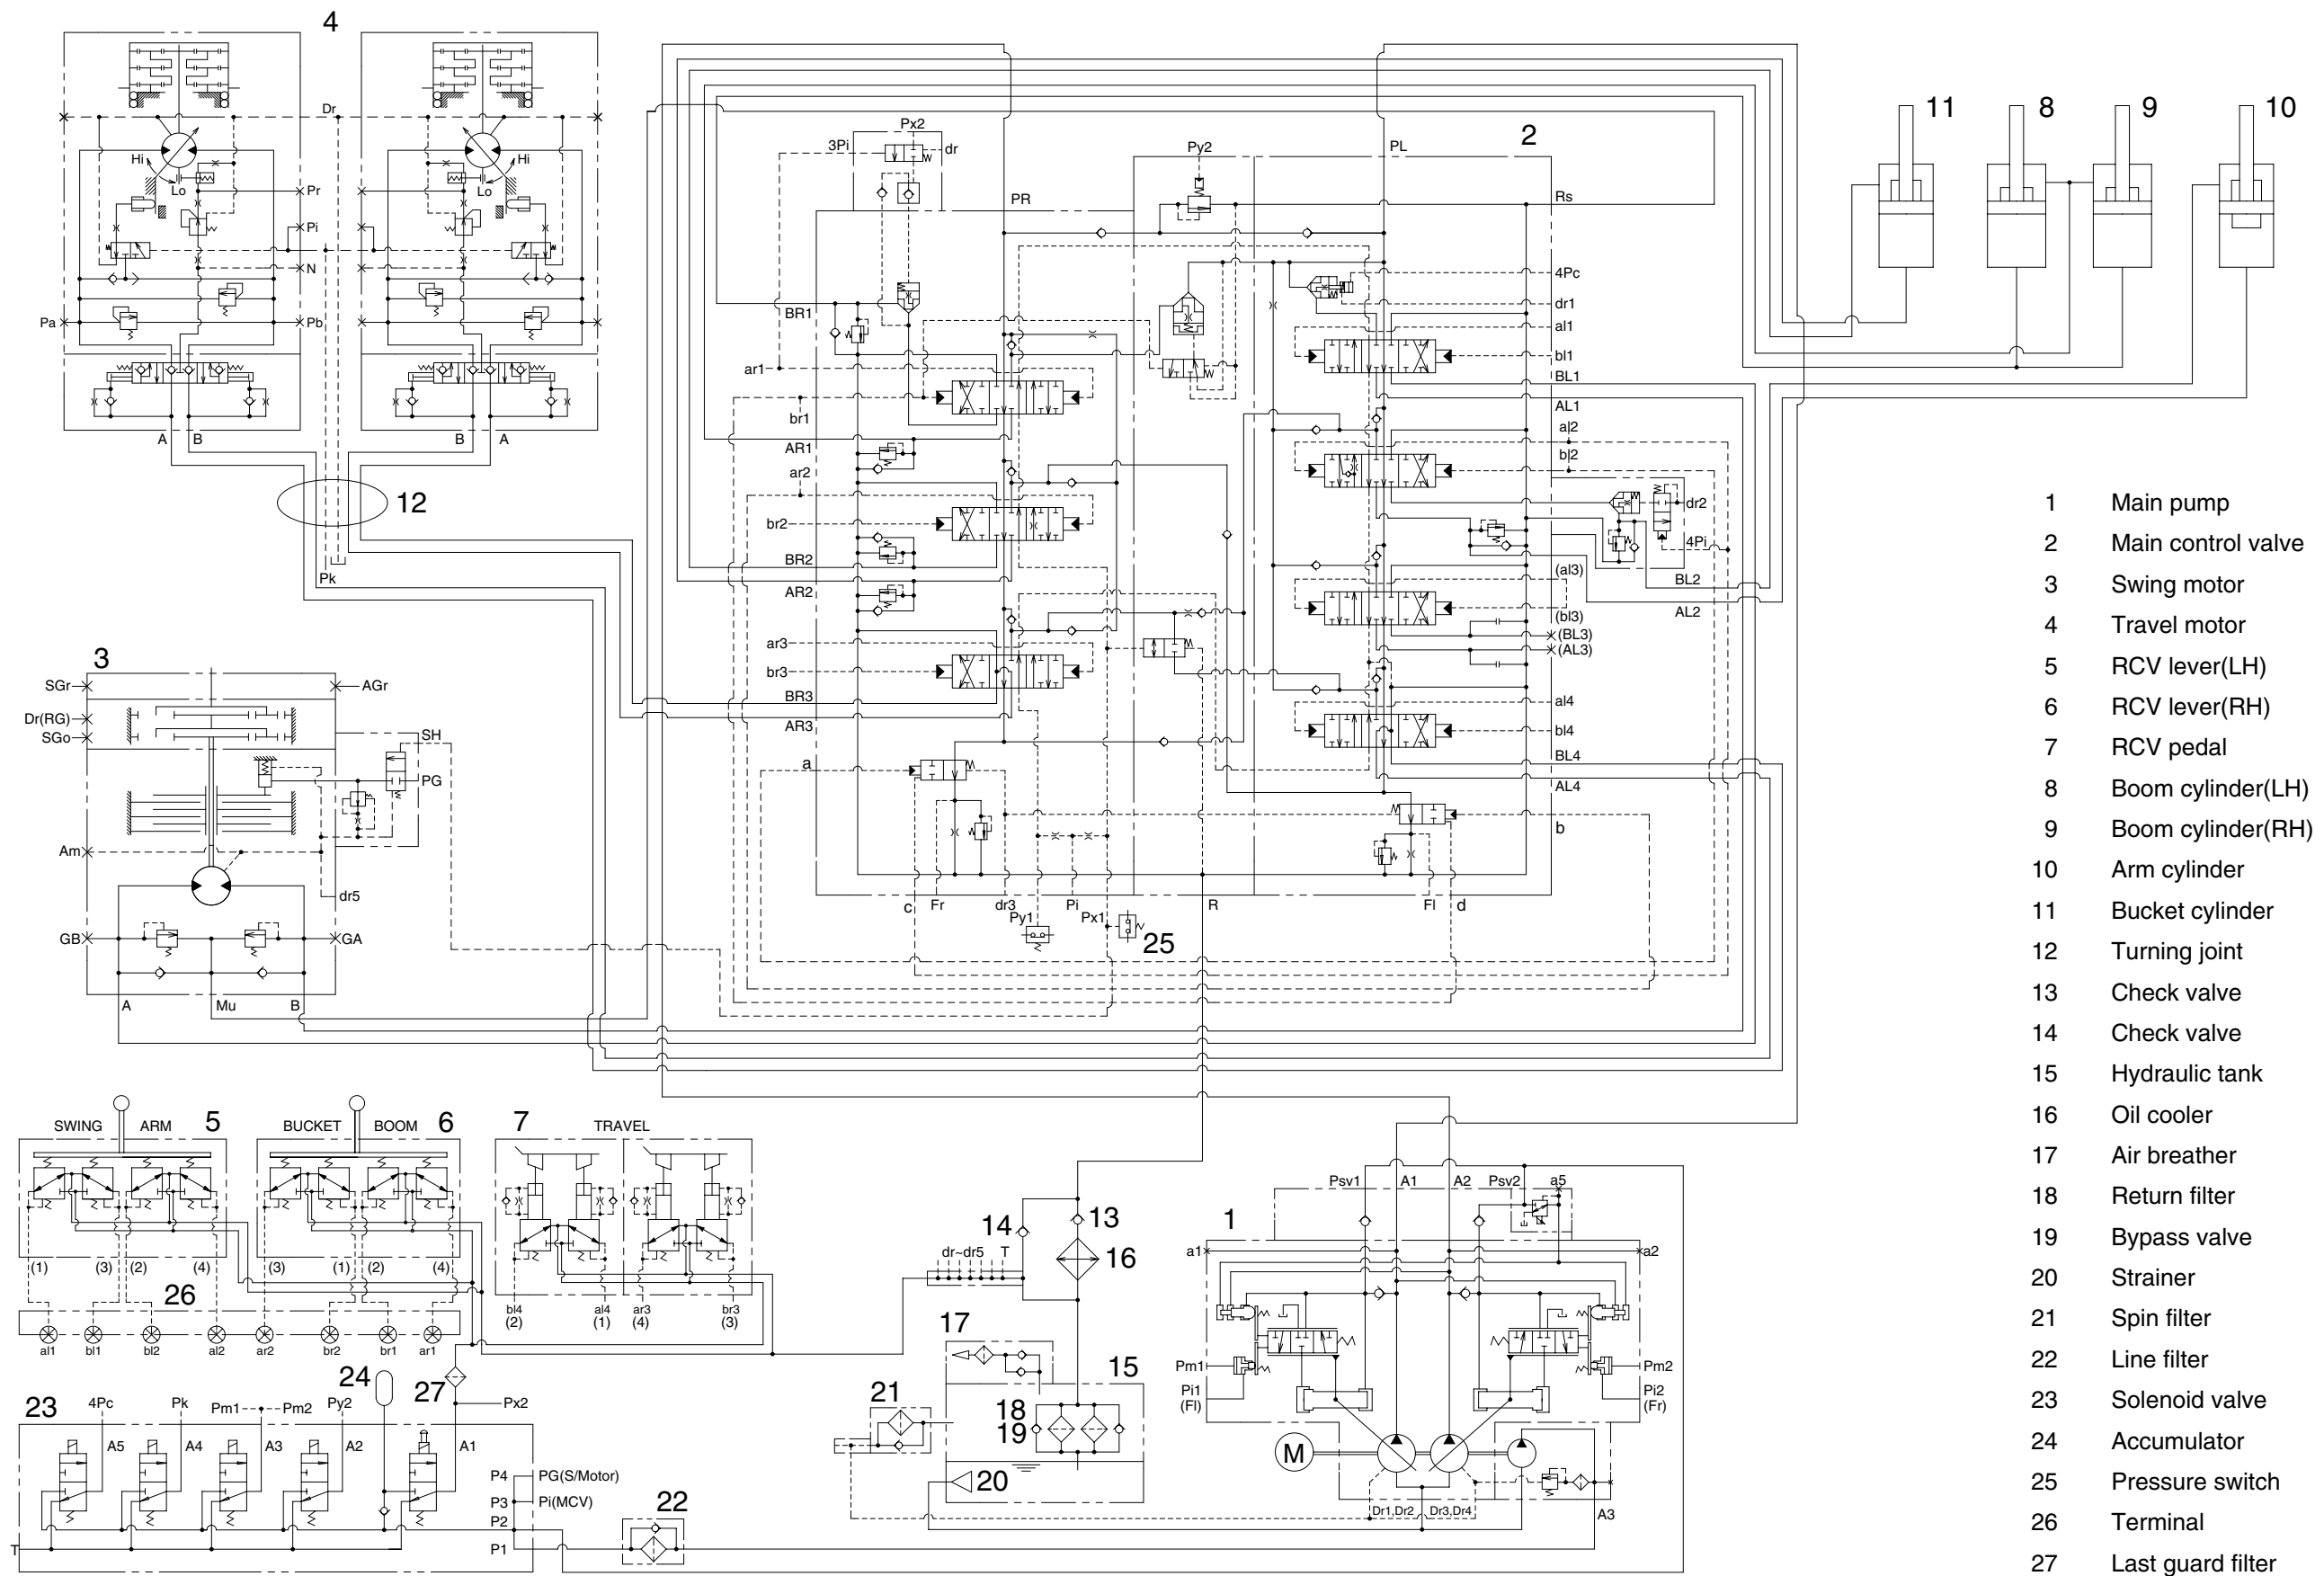 4
Dr
Hi
Lo
Hi
Lo
Pr
Pi
N
Pa
Pb
A
B
B
A
12
Pk
3
SGr
AGr
Dr(RG)
SGo
SH
PG
Am
dr5
GB
GA
A
Mu
B
2
Px2
3Pi
dr
PR
Py2
PL
Rs
BR1
4Pc
dr1
al1
bl1
BL1
AL1
ar1
br1
AR1
ar2
br2
BR2
AR2
ar3
br3
BR3
AR3
al2
bl2
dr2
4Pi
(al3)
BL2
AL2
(bl3)
(BL3)
(AL3)
al4
bl4
BL4
AL4
a
b
c
Fr
dr3
Pi
R
Fl
d
Py1
Px1
25
11
8
9
10
SWING
ARM
5
BUCKET
BOOM
6
7
TRAVEL
(1)
(3)
(2)
(4)
(3)
(1)
(2)
(4)
26
al1
bl1
bl2
al2
ar2
br2
br1
ar1
bl4
(2)
al4
(1)
ar3
(4)
br3
(3)
14
13
16
dr~dr5
T
17
15
21
18
19
20
23
4Pc
Pk
Pm1
Pm2
Py2
24
27
Px2
A5
A4
A3
A2
A1
P4
PG(S/Motor)
P3
Pi(MCV)
P2
P1
T
22
Psv1
A1
A2
Psv2
a5
1
a1
a2
Pm1
Pi1
(Fl)
Pm2
Pi2
(Fr)
M
Dr1,Dr2
Dr3,Dr4
A3
1 Main pump
2 Main control valve
3 Swing motor
4 Travel motor
5 RCV lever(LH)
6 RCV lever(RH)
7 RCV pedal
8 Boom cylinder(LH)
9 Boom cylinder(RH)
10 Arm cylinder
11 Bucket cylinder
12 Turning joint
13 Check valve
14 Check valve
15 Hydraulic tank
16 Oil cooler
17 Air breather
18 Return filter
19 Bypass valve
20 Strainer
21 Spin filter
22 Line filter
23 Solenoid valve
24 Accumulator
25 Pressure switch
26 Terminal
27 Last guard filter